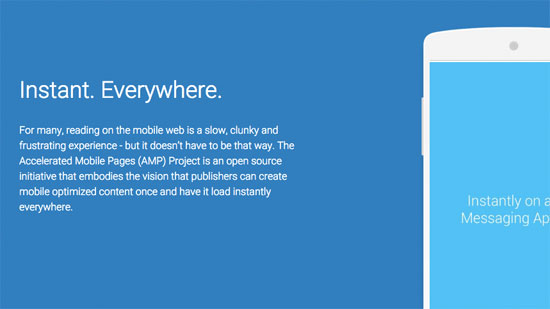 Instant. Everywhere.
For many, reading on the mobile web is a slow, clunky and
frustrating experience - but it doesn't have to be that way. The
Accelerated Mobile Pages (AMP) Project is an open source
initiative that embodies the vision that publishers can create
mobile optimized content once and have it load instantly
everywhere.
Instantly on a
Messaging Ap